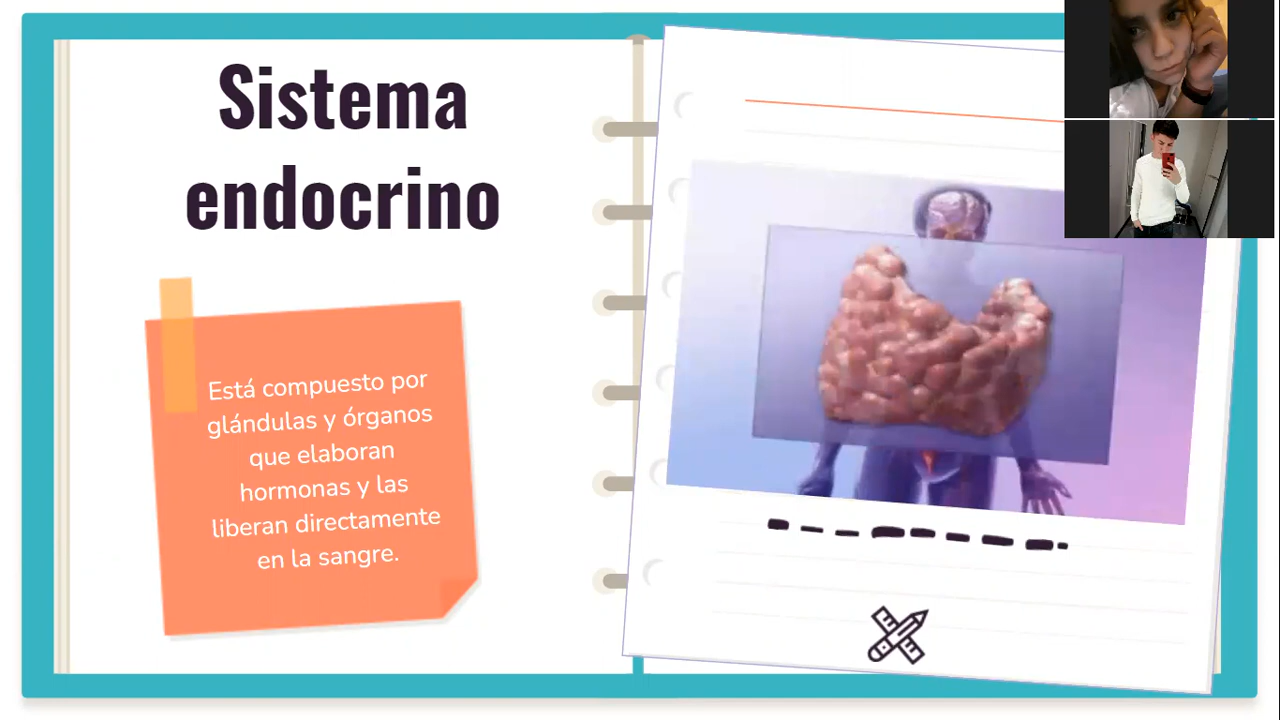 Sistema
endocrino
Está compuesto por
glándulas y órganos
que elaboran
hormonas y las
liberan directamente
en la sangre.